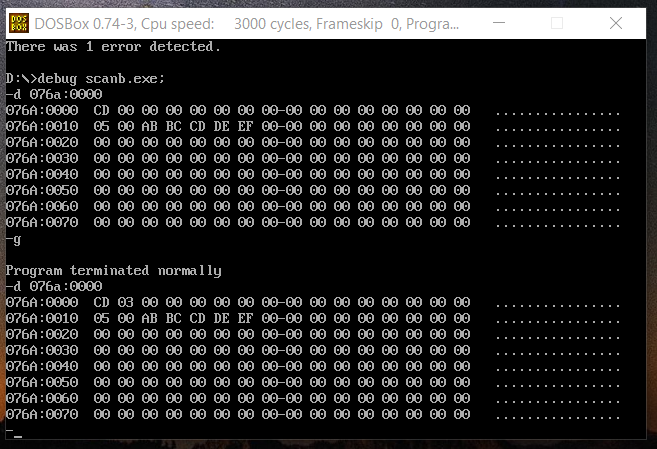 DOS BOX
DOSBox 0.74-3, Cpu speed: 3000 cycles, Frameskip 0, Progra...
There was 1 error detected.
D:\>debug scanb.exe;
-d 076a:0000
076A:0000 CD 00 00 00 00 00 00 00-00 00 00 00 00 00 00 00 ................
076A:0010 05 00 AB BC CD DE EF 00-00 00 00 00 00 00 00 00 ................
076A:0020 00 00 00 00 00 00 00 00-00 00 00 00 00 00 00 00 ................
076A:0030 00 00 00 00 00 00 00 00-00 00 00 00 00 00 00 00 ................
076A:0040 00 00 00 00 00 00 00 00-00 00 00 00 00 00 00 00 ................
076A:0050 00 00 00 00 00 00 00 00-00 00 00 00 00 00 00 00 ................
076A:0060 00 00 00 00 00 00 00 00-00 00 00 00 00 00 00 00 ................
076A:0070 00 00 00 00 00 00 00 00-00 00 00 00 00 00 00 00 ................
-g
Program terminated normally
-d 076a:0000
076A:0000 CD 03 00 00 00 00 00 00-00 00 00 00 00 00 00 00 ................
076A:0010 05 00 AB BC CD DE EF 00-00 00 00 00 00 00 00 00 ................
076A:0020 00 00 00 00 00 00 00 00-00 00 00 00 00 00 00 00 ................
076A:0030 00 00 00 00 00 00 00 00-00 00 00 00 00 00 00 00 ................
076A:0040 00 00 00 00 00 00 00 00-00 00 00 00 00 00 00 00 ................
076A:0050 00 00 00 00 00 00 00 00-00 00 00 00 00 00 00 00 ................
076A:0060 00 00 00 00 00 00 00 00-00 00 00 00 00 00 00 00 ................
076A:0070 00 00 00 00 00 00 00 00-00 00 00 00 00 00 00 00 ................
-_